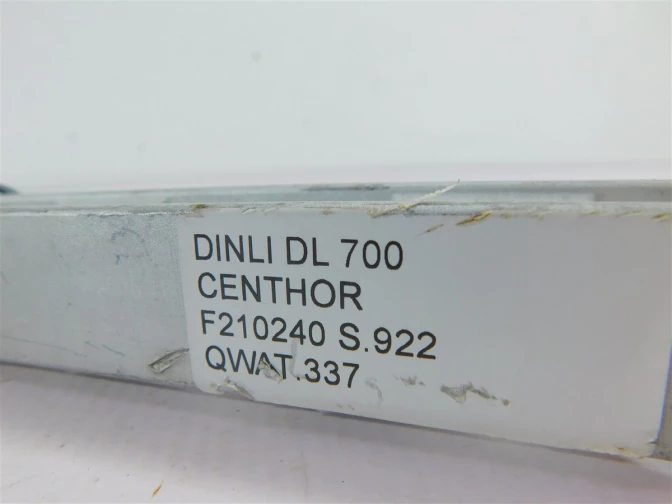 DINLI DL 700
CENTHOR
F210240 S.922
QWAT.337